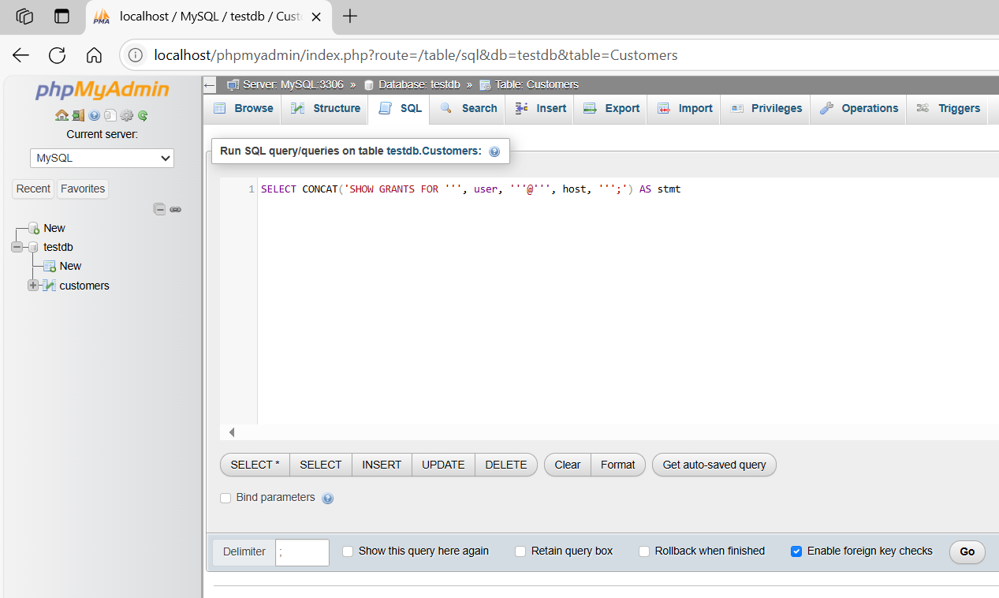 localhost / MySQL / testdb / Cust
localhost/phpmyadmin/index.php?route=/table/sql&db=testdb&table=Customers
phpMyAdmin
Current server:
MySQL
Recent Favorites
New
testdb
New
customers
Server: MySQL:3306 » Database: testdb » Table: Customers
Browse Structure SQL Search Insert Export Import Privileges Operations Triggers
Run SQL query/queries on table testdb.Customers:
1 SELECT CONCAT('SHOW GRANTS FOR ''', user, '''@''', host, ''';') AS stmt
SELECT * SELECT INSERT UPDATE DELETE Clear Format Get auto-saved query
Bind parameters
Delimiter ; Show this query here again Retain query box Rollback when finished Enable foreign key checks Go